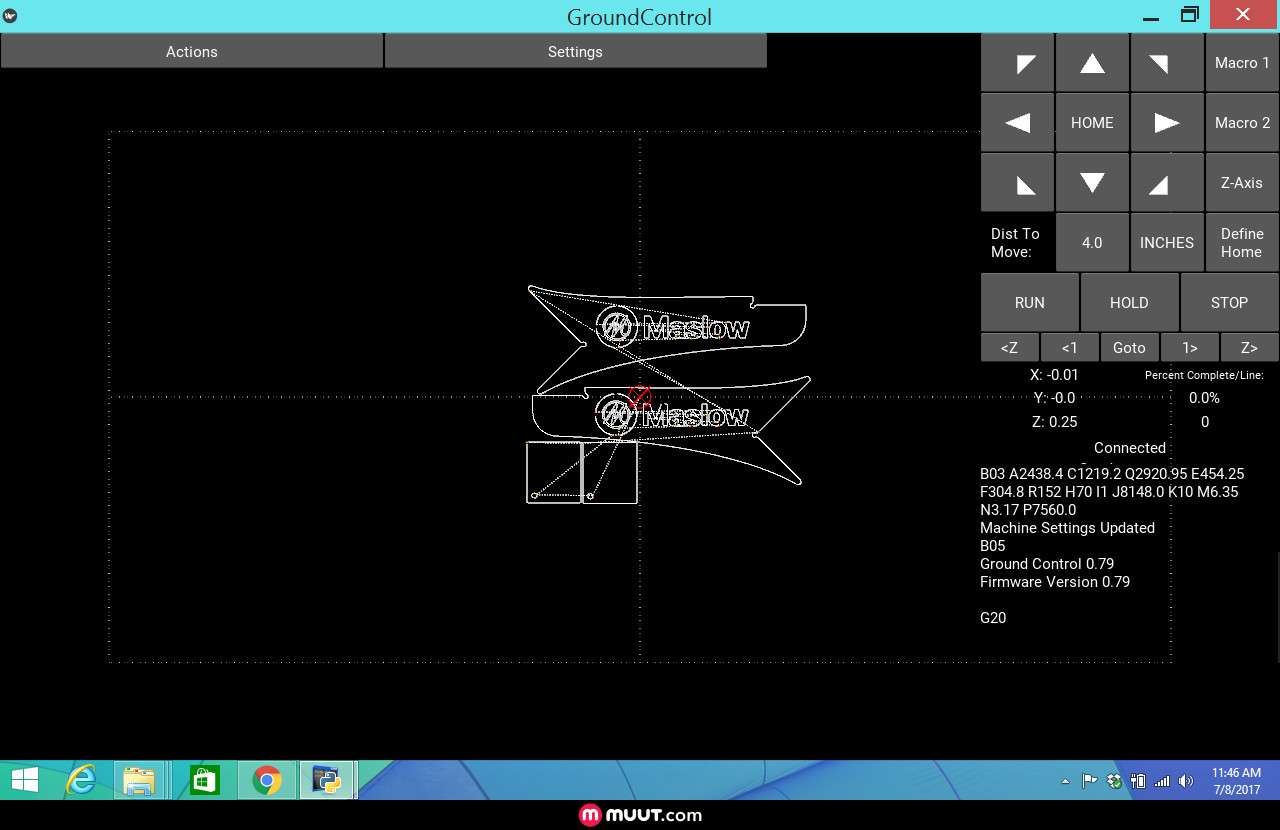 GroundControl
Actions
Settings
Macro 1
HOME
Macro 2
Z-Axis
Dist To
Move:
4.0
INCHES
Define
Home
RUN
HOLD
STOP
<Z
<1
Goto
1>
Z>
X: -0.01
Percent Complete/Line:
Y: -0.0
0.0%
Z: 0.25
0
Connected
Maslow
Maslow
B03 A2438.4 C1219.2 Q2920.95 E454.25
F304.8 R152 H70 I1 J8148.0 K10 M6.35
N3.17 P7560.0
Machine Settings Updated
B05
Ground Control 0.79
Firmware Version 0.79
G20
11:46 AM
7/8/2017
m muut.com